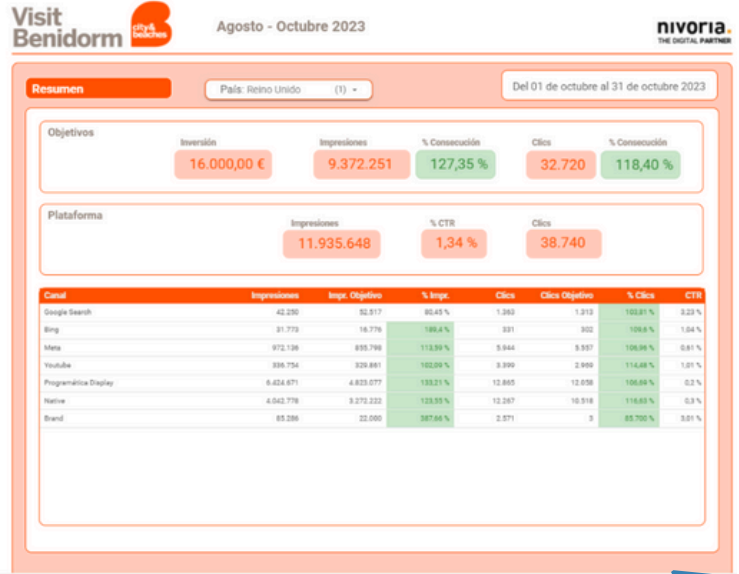 Visit
Benidorm
city&
beaches
Agosto - Octubre 2023
nivoria.
THE DIGITAL PARTNER
Resumen
País: Reino Unido (1)
Del 01 de octubre al 31 de octubre 2023
Objetivos
Inversión Impresiones % Consecución Clics % Consecución
16.000,00 € 9.372.251 127,35 % 32.720 118,40 %
Plataforma
Impresiones % CTR Clics
11.935.648 1,34 % 38.740
Canal Impresiones Impr. Objetivo % Impr. Clics Clics Objetivo % Clics CTR
Google Search 42.250 52.517 80,45 % 1.363 1.313 103,81 % 3,23 %
Bing 31.773 16.776 189,4 % 331 302 109,6 % 1,04 %
Meta 972.136 855.798 113,59 % 5.944 5.557 106,96 % 0,61 %
Youtube 336.754 329.861 102,09 % 3.399 2.969 114,48 % 1,01 %
Programática Display 6.424.671 4.823.077 133,21 % 12.865 12.058 106,69 % 0,2 %
Native 4.042.778 3.272.222 123,55 % 12.267 10.518 116,63 % 0,3 %
Brand 85.286 22.000 387,66 % 2.571 3 85.700 % 3,01 %